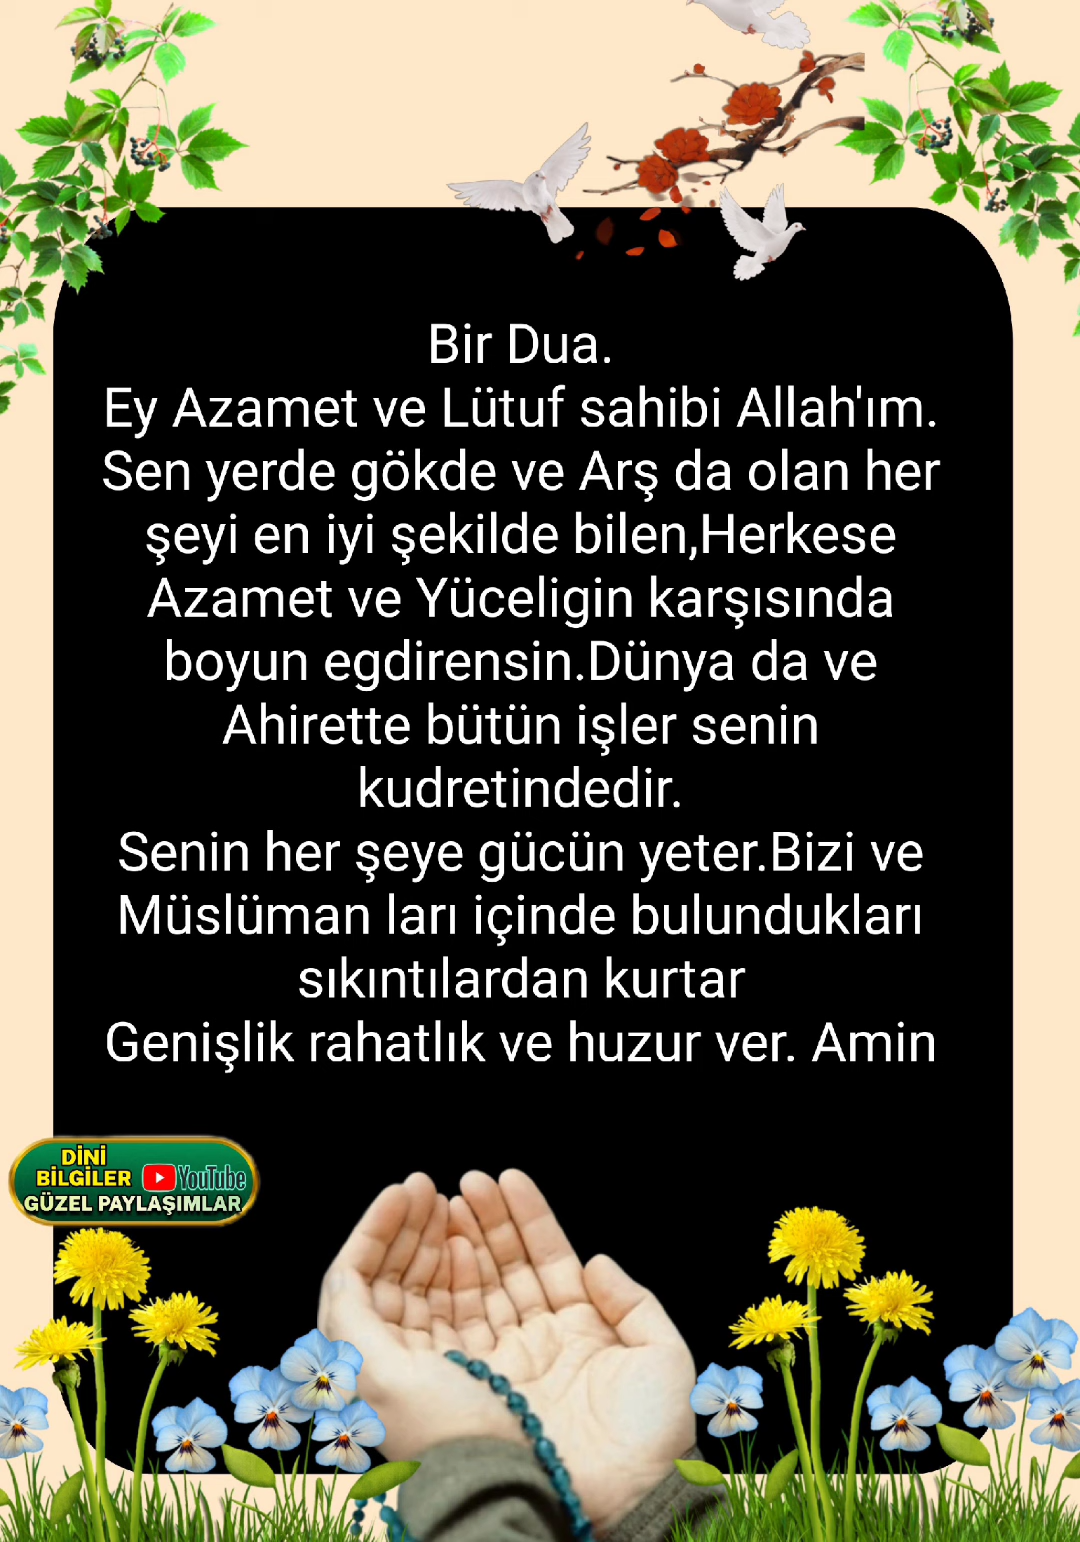 Bir Dua.
Ey Azamet ve Lütuf sahibi Allah'ım.
Sen yerde gökde ve Arş da olan her
şeyi en iyi şekilde bilen,Herkese
Azamet ve Yüceligin karşısında
boyun egdirensin.Dünya da ve
Ahirette bütün işler senin
kudretindedir.
Senin her şeye gücün yeter.Bizi ve
Müslüman ları içinde bulundukları
sıkıntılardan kurtar
Genişlik rahatlık ve huzur ver. Amin
DİNİ
BİLGİLER YouTube
GÜZEL PAYLAŞIMLAR